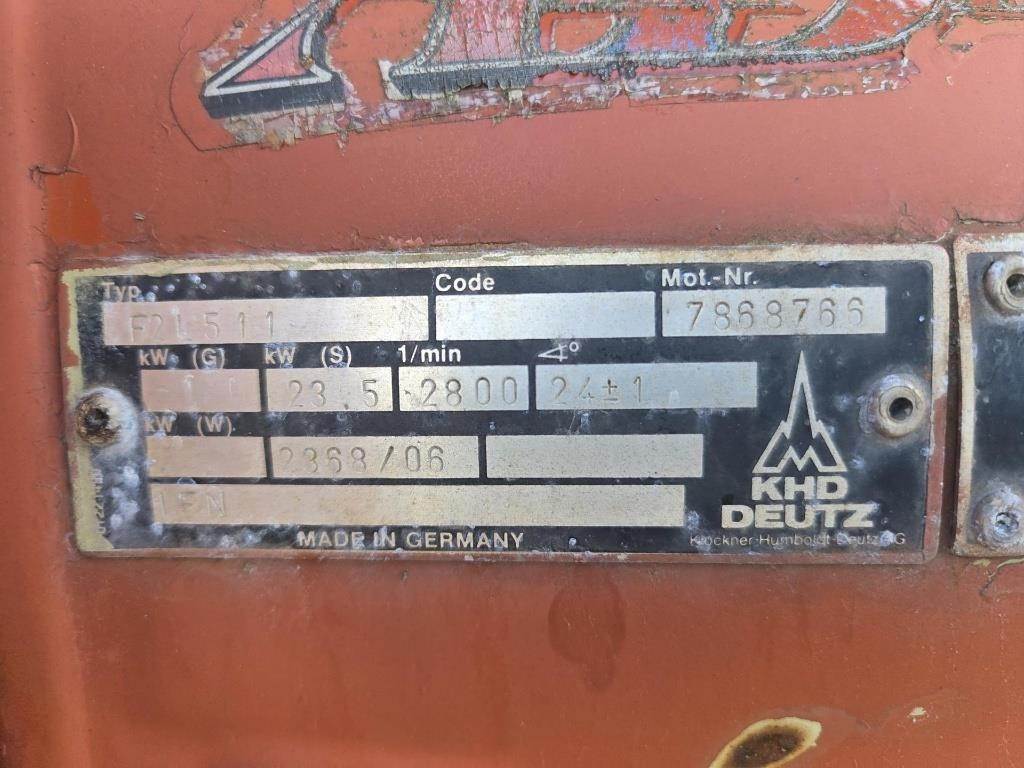 Typ Code Mot.-Nr.
F2L511 7868766
kW (G) kW (S) 1/min ∢°
23.5 2800 24±1
kW (W)
2368/06
KHD
DEUTZ
MADE IN GERMANY Klöckner-Humboldt-Deutz AG